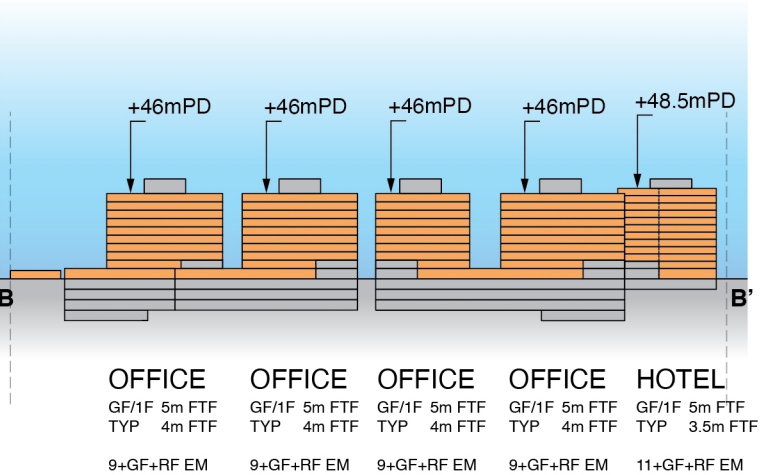 +46mPD +46mPD +46mPD +46mPD +48.5mPD
B B’
OFFICE OFFICE OFFICE OFFICE HOTEL
GF/1F 5m FTF GF/1F 5m FTF GF/1F 5m FTF GF/1F 5m FTF GF/1F 5m FTF
TYP 4m FTF TYP 4m FTF TYP 4m FTF TYP 4m FTF TYP 3.5m FTF
9+GF+RF EM 9+GF+RF EM 9+GF+RF EM 9+GF+RF EM 11+GF+RF EM